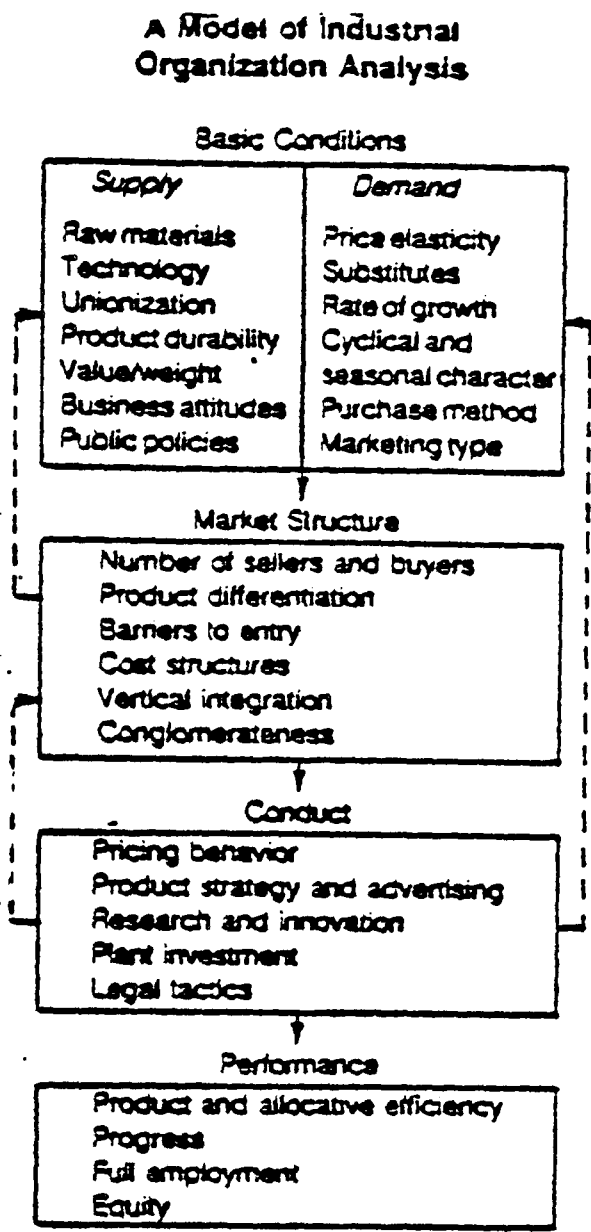 A Model of Industrial
Organization Analysis
Basic Conditions
Supply
Raw materials
Technology
Unionization
Product durability
Value/weight
Business attitudes
Public policies
Demand
Price elasticity
Substitutes
Rate of growth
Cyclical and
seasonal character
Purchase method
Marketing type
Market Structure
Number of sellers and buyers
Product differentiation
Barriers to entry
Cost structures
Vertical integration
Conglomerateness
Conduct
Pricing behavior
Product strategy and advertising
Research and innovation
Plant investment
Legal tactics
Performance
Product and allocative efficiency
Progress
Full employment
Equity